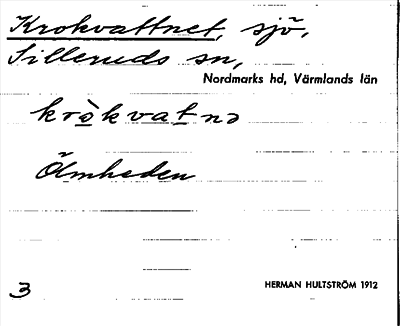 Krokvattnet, sjö,
Silleruds sn,
Nordmarks hd, Värmlands län
kròkvatnə
Ömheden
3 HERMAN HULTSTRÖM 1912